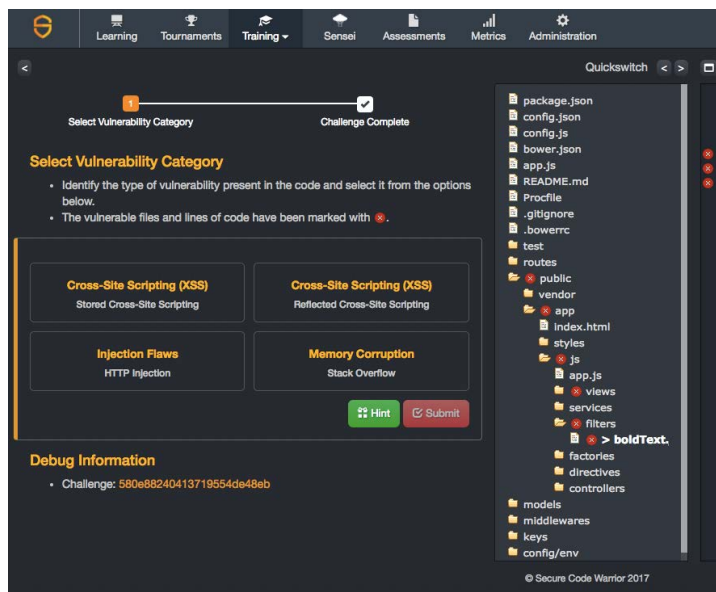 Learning Tournaments Training Sensei Assessments Metrics Administration
< Quickswitch < >
1
Select Vulnerability Category Challenge Complete
Select Vulnerability Category
• Identify the type of vulnerability present in the code and select it from the options
below.
• The vulnerable files and lines of code have been marked with .
Cross-Site Scripting (XSS)
Stored Cross-Site Scripting
Cross-Site Scripting (XSS)
Reflected Cross-Site Scripting
Injection Flaws
HTTP Injection
Memory Corruption
Stack Overflow
Hint Submit
Debug Information
• Challenge: 580e88240413719554de48eb
package.json
config.json
config.js
bower.json
app.js
README.md
Procfile
.gitignore
.bowerrc
test
routes
public
vendor
app
index.html
styles
js
app.js
views
services
filters
> boldText.
factories
directives
controllers
models
middlewares
keys
config/env
© Secure Code Warrior 2017